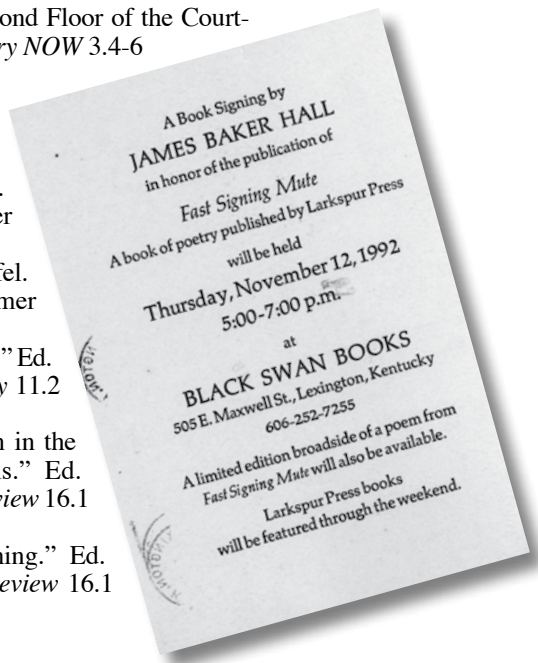 ond Floor of the Court-
ry NOW 3.4-6
.
er
fel.
mer
” Ed.
y 11.2
n in the
s.” Ed.
view 16.1
ning.” Ed.
eview 16.1
A Book Signing by
JAMES BAKER HALL
in honor of the publication of
Fast Signing Mute
A book of poetry published by Larkspur Press
will be held
Thursday, November 12, 1992
5:00-7:00 p.m.
at
BLACK SWAN BOOKS
505 E. Maxwell St., Lexington, Kentucky
606-252-7255
A limited edition broadside of a poem from
Fast Signing Mute will also be available.
Larkspur Press books
will be featured through the weekend.